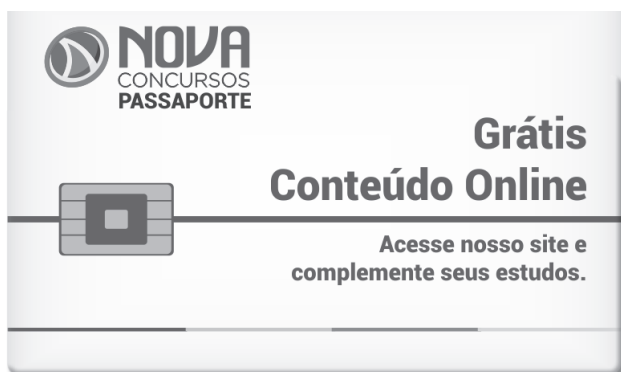 NOVA
CONCURSOS
PASSAPORTE
Grátis
Conteúdo Online
Acesse nosso site e
complemente seus estudos.